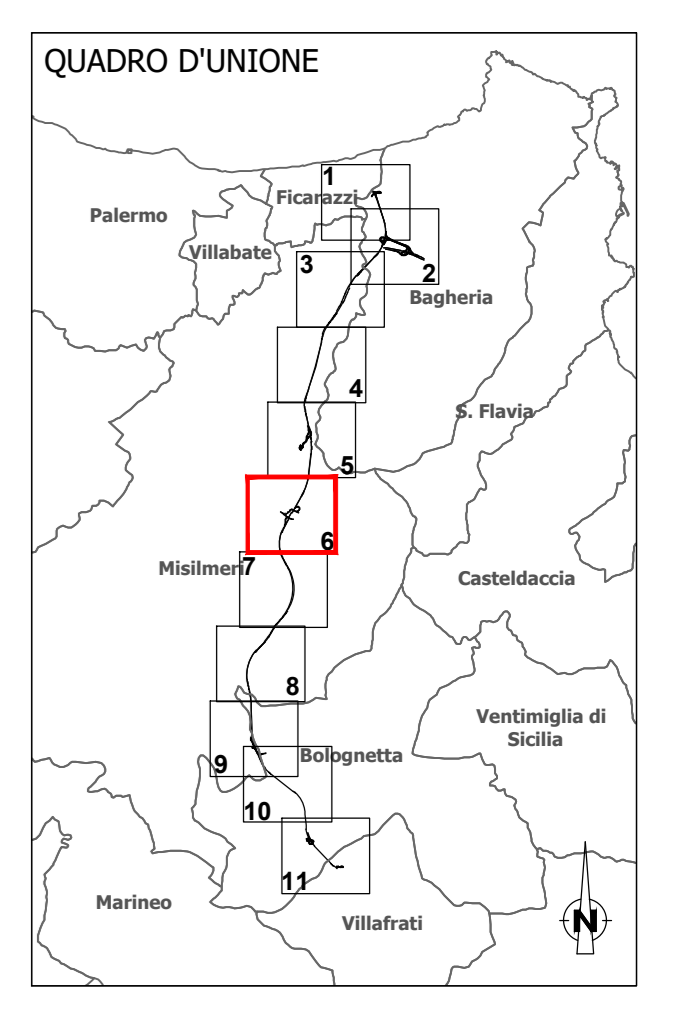 QUADRO D'UNIONE
1
Ficarazzi
Palermo
Villabate
3
2
Bagheria
4
S. Flavia
5
6
Misilmeri
7
Casteldaccia
8
Ventimiglia di
Sicilia
Bolognetta
9
10
11
Marineo
Villafrati
N